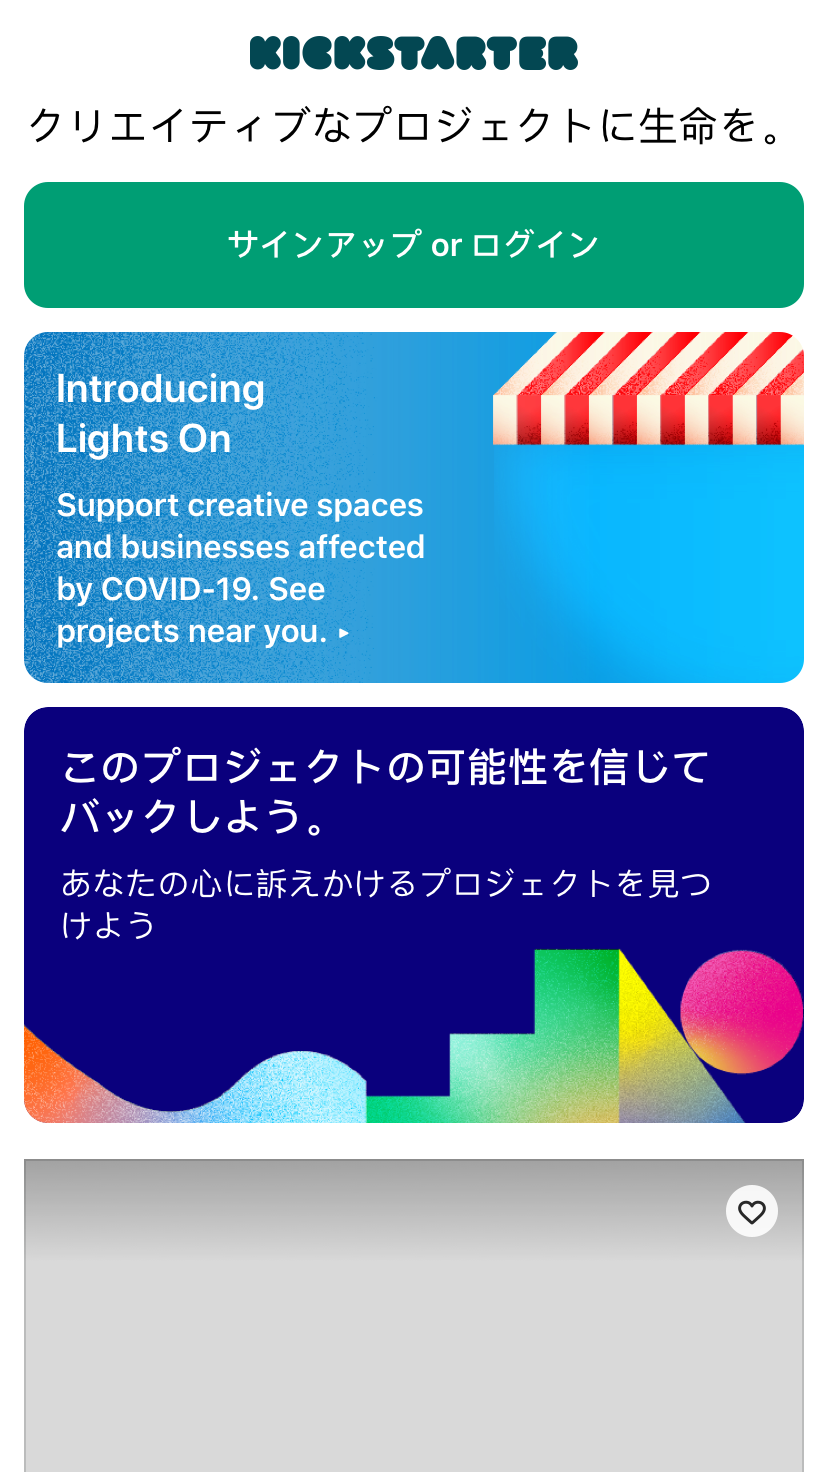 KICKSTARTER
クリエイティブなプロジェクトに生命を。
サインアップ or ログイン
Introducing
Lights On
Support creative spaces
and businesses affected
by COVID-19. See
projects near you. ▸
このプロジェクトの可能性を信じて
バックしよう。
あなたの心に訴えかけるプロジェクトを見つ
けよう